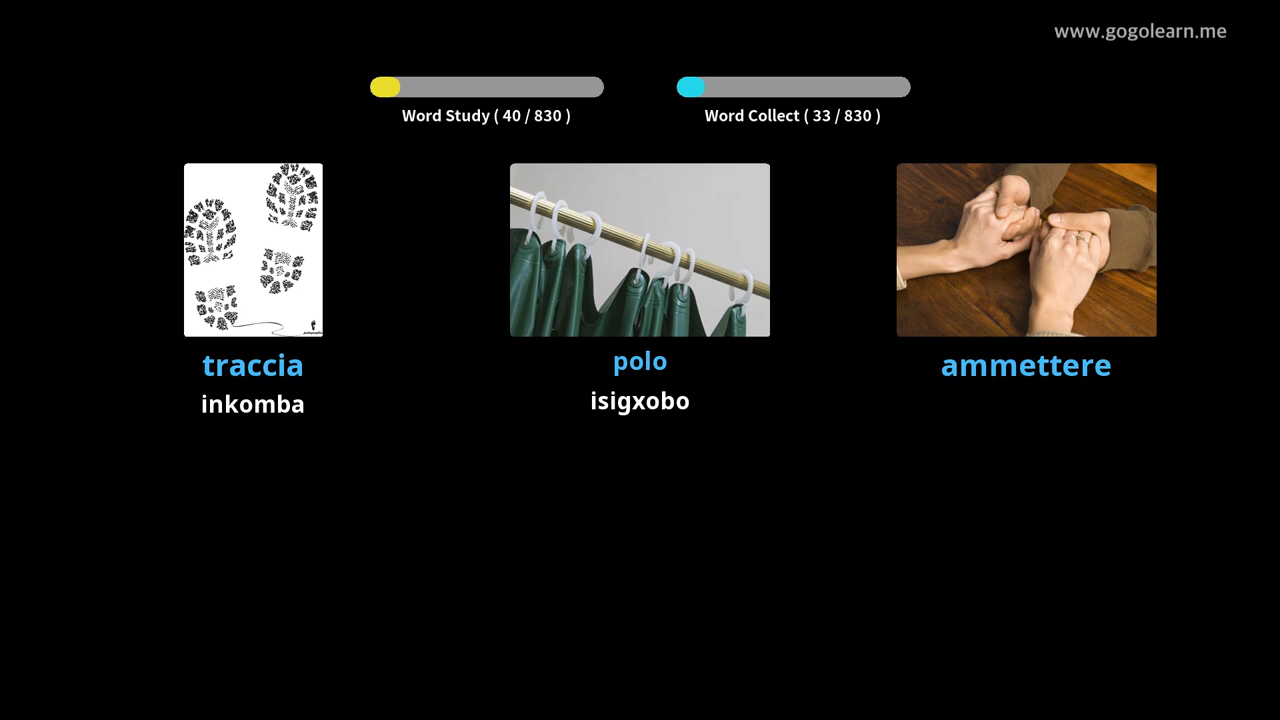 www.gogolearn.me
Word Study ( 40 / 830 )
Word Collect ( 33 / 830 )
traccia
inkomba
polo
isigxobo
ammettere